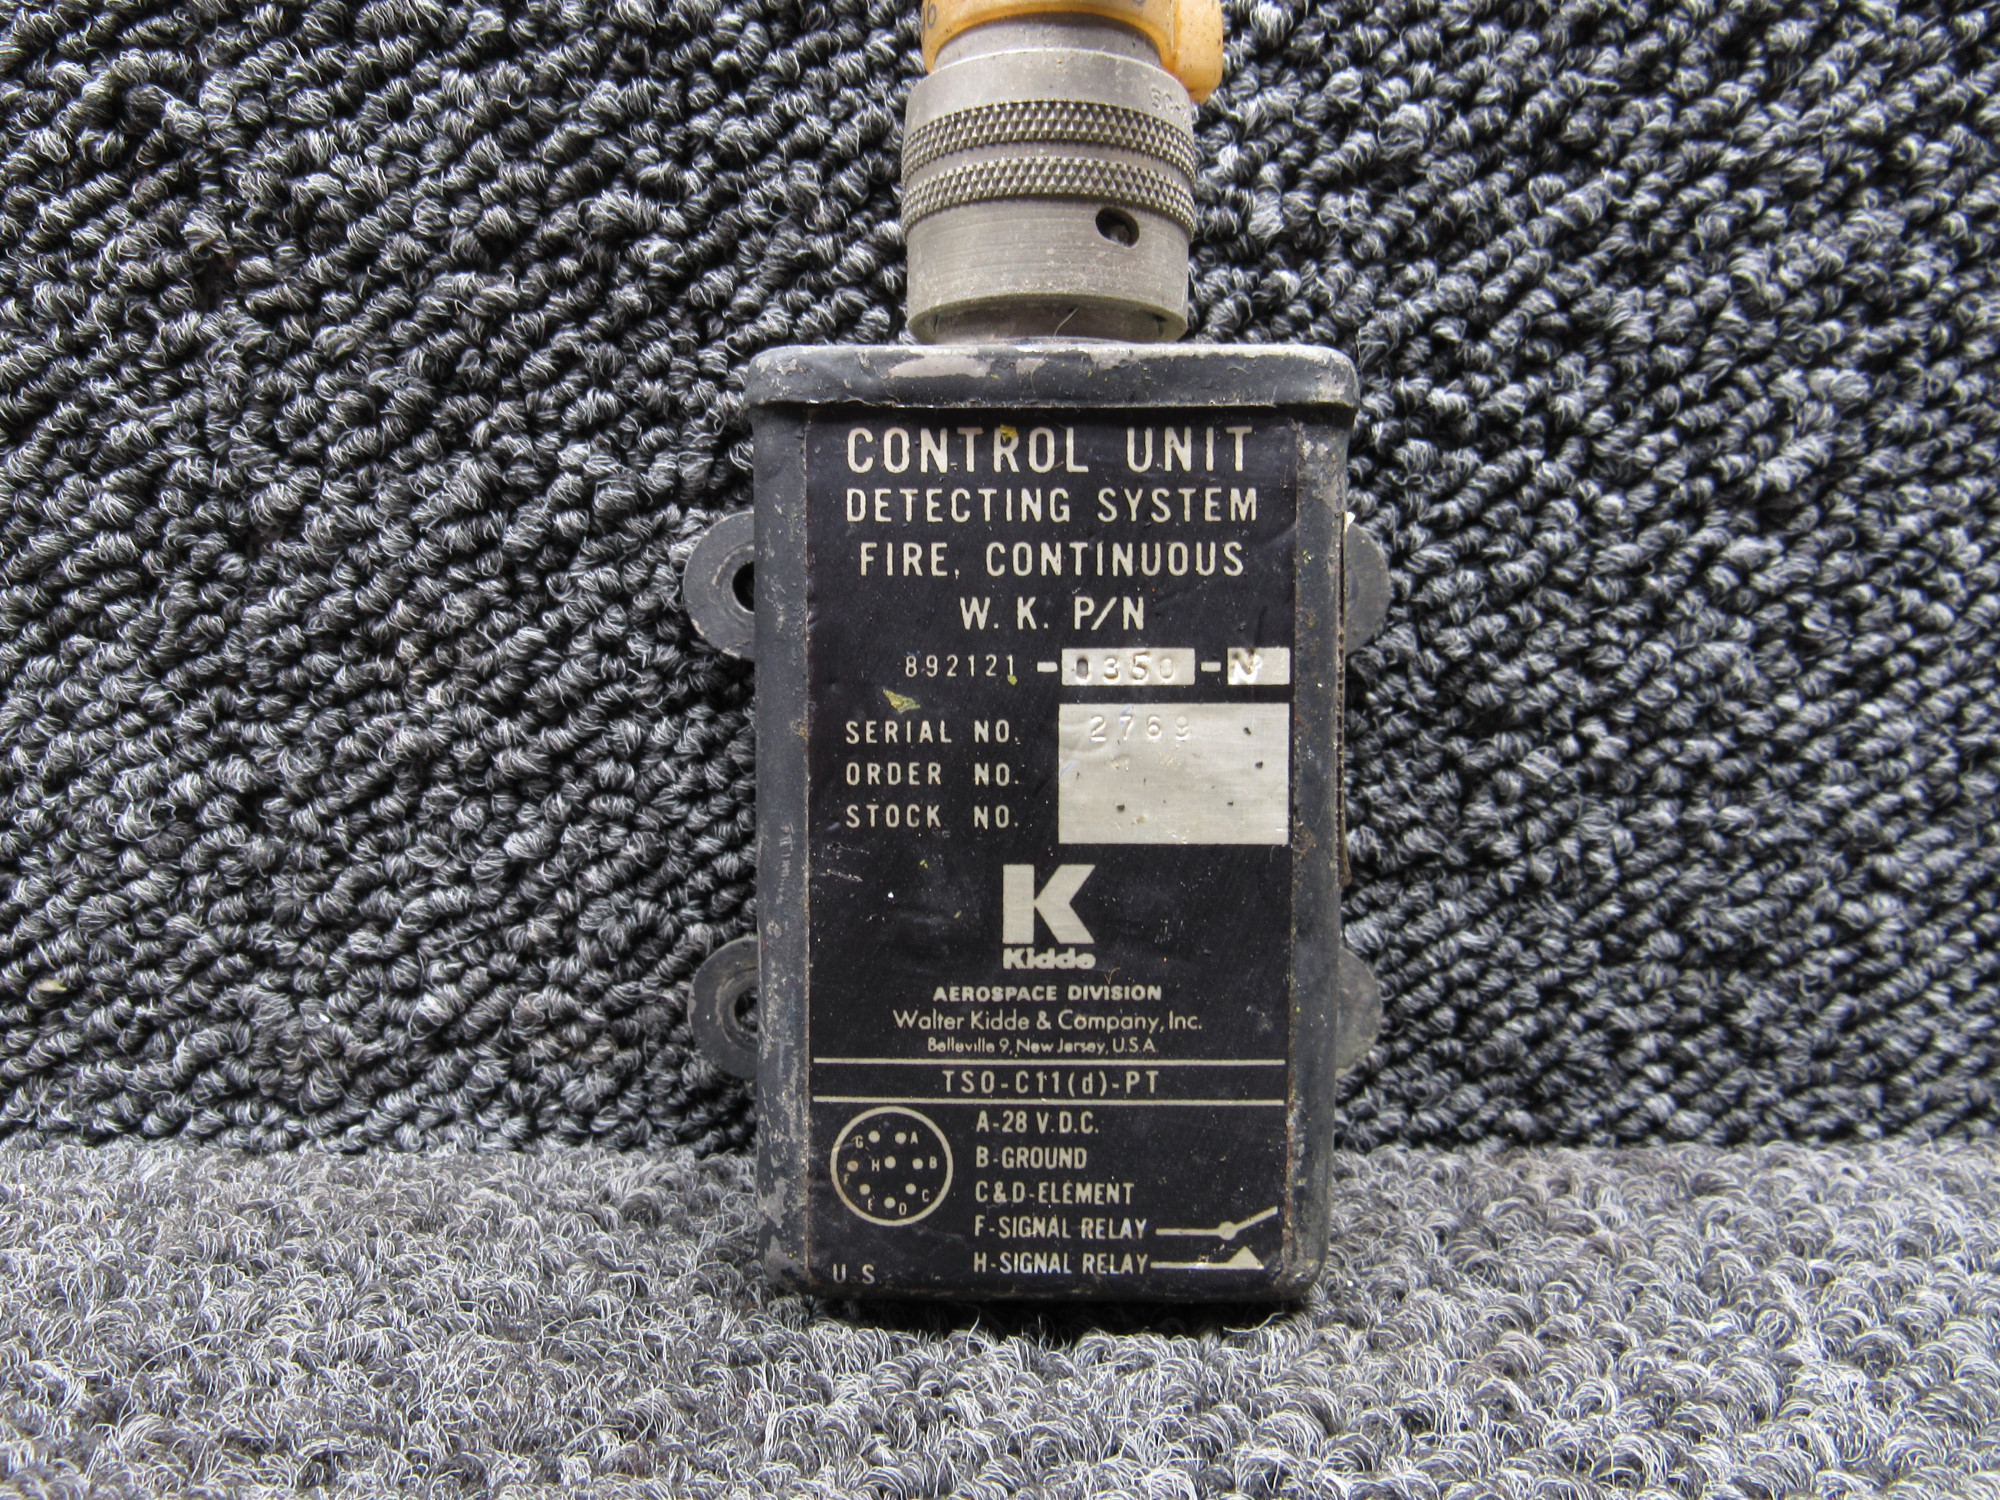 CONTROL UNIT
DETECTING SYSTEM
FIRE, CONTINUOUS
W. K. P/N
892121 - 0350 - N
SERIAL NO. 2769
ORDER NO.
STOCK NO.
K
Kidde
AEROSPACE DIVISION
Walter Kidde & Company, Inc.
Belleville 9, New Jersey, U.S.A.
TSO-C11(d)-PT
A-28 V.D.C.
B-GROUND
C&D-ELEMENT
F-SIGNAL RELAY
H-SIGNAL RELAY
G A
H B
F C
E D
U.S.